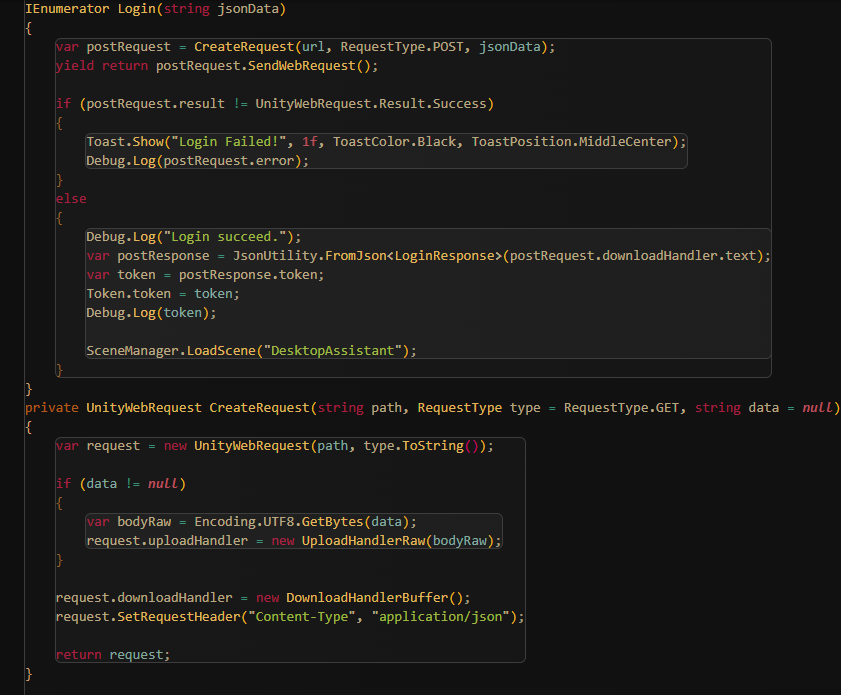 IEnumerator Login(string jsonData)
{
var postRequest = CreateRequest(url, RequestType.POST, jsonData);
yield return postRequest.SendWebRequest();
if (postRequest.result != UnityWebRequest.Result.Success)
{
Toast.Show("Login Failed!", 1f, ToastColor.Black, ToastPosition.MiddleCenter);
Debug.Log(postRequest.error);
}
else
{
Debug.Log("Login succeed.");
var postResponse = JsonUtility.FromJson<LoginResponse>(postRequest.downloadHandler.text);
var token = postResponse.token;
Token.token = token;
Debug.Log(token);
SceneManager.LoadScene("DesktopAssistant");
}
}
private UnityWebRequest CreateRequest(string path, RequestType type = RequestType.GET, string data = null)
{
var request = new UnityWebRequest(path, type.ToString());
if (data != null)
{
var bodyRaw = Encoding.UTF8.GetBytes(data);
request.uploadHandler = new UploadHandlerRaw(bodyRaw);
}
request.downloadHandler = new DownloadHandlerBuffer();
request.SetRequestHeader("Content-Type", "application/json");
return request;
}